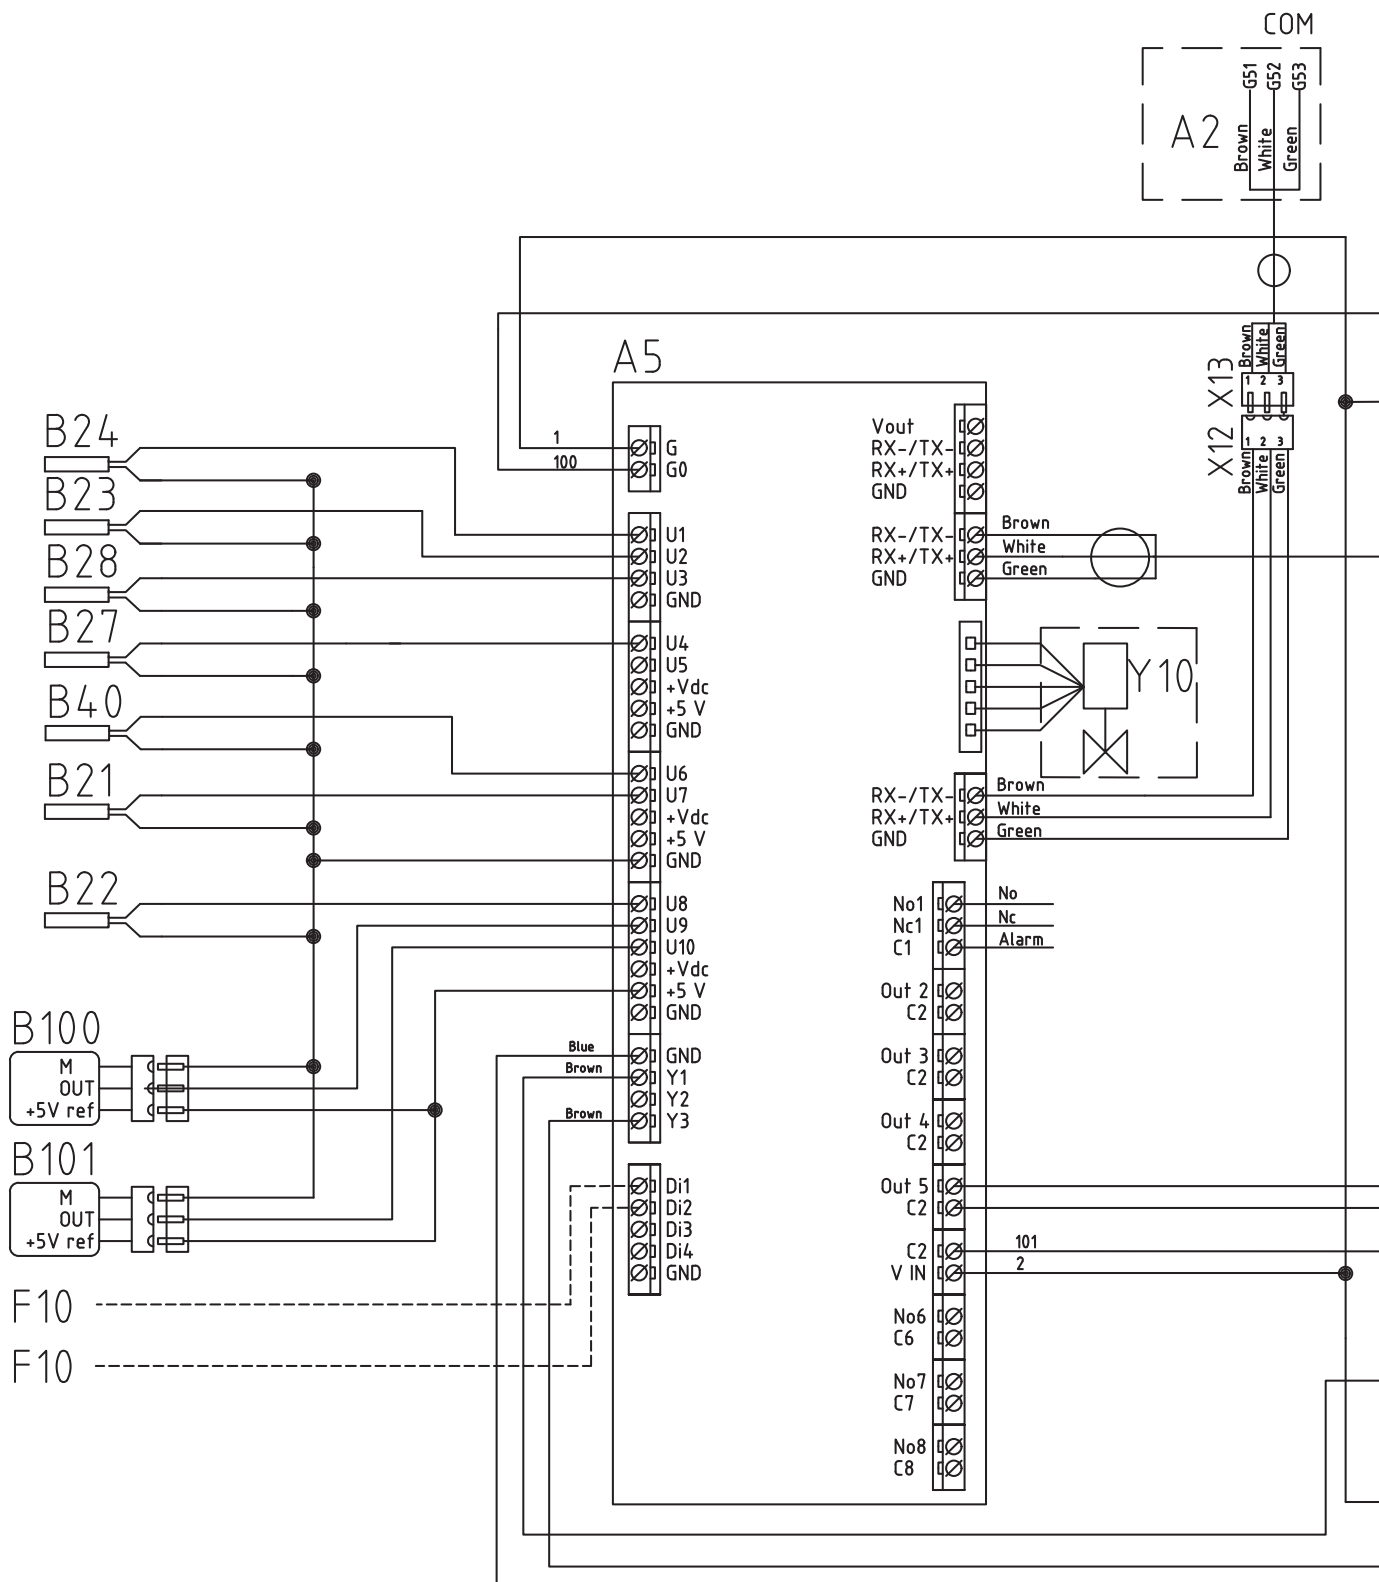 COM
A2
G51
G52
G53
Brown
White
Green
Brown
White
Green
X13
1 2 3
X12
1 2 3
Brown
White
Green
A5
B24
B23
B28
B27
B40
B21
B22
B100
M
OUT
+5V ref
B101
M
OUT
+5V ref
F10
F10
1
100
G
G0
U1
U2
U3
GND
U4
U5
+Vdc
+5 V
GND
U6
U7
+Vdc
+5 V
GND
U8
U9
U10
+Vdc
+5 V
GND
Blue
Brown
Brown
GND
Y1
Y2
Y3
Di1
Di2
Di3
Di4
GND
Vout
RX-/TX-
RX+/TX+
GND
RX-/TX-
RX+/TX+
GND
Brown
White
Green
Y10
RX-/TX-
RX+/TX+
GND
Brown
White
Green
No1
Nc1
C1
No
Nc
Alarm
Out 2
C2
Out 3
C2
Out 4
C2
Out 5
C2
C2
V IN
101
2
No6
C6
No7
C7
No8
C8